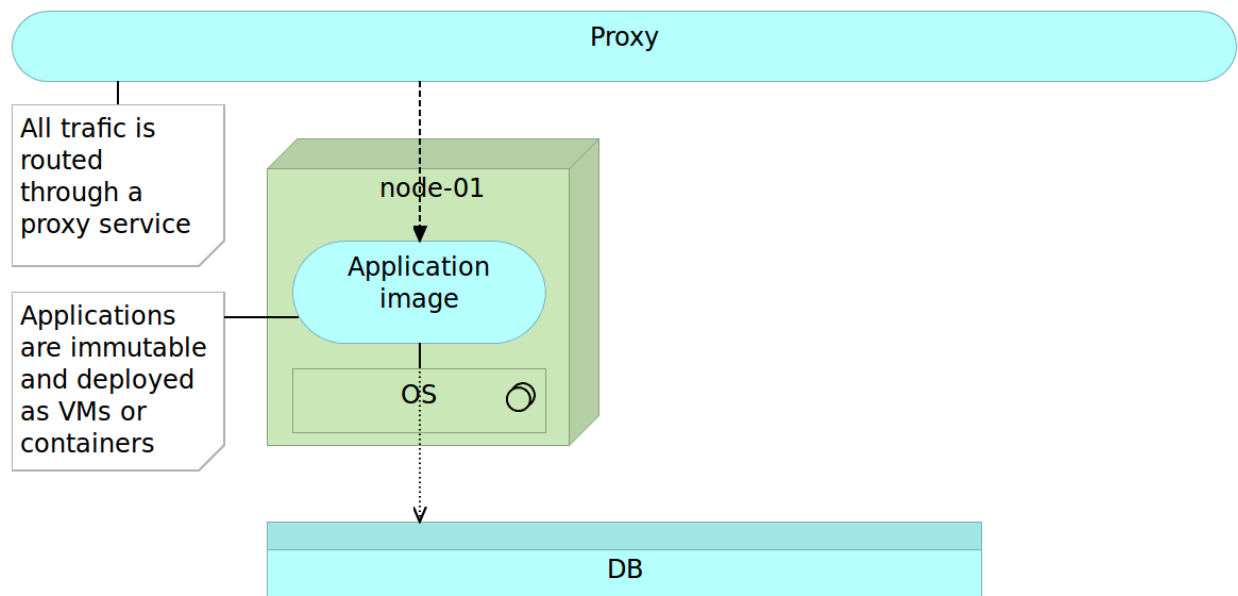 Proxy
All trafic is
routed
through a
proxy service
node-01
Application
image
Applications
are immutable
and deployed
as VMs or
containers
OS
DB